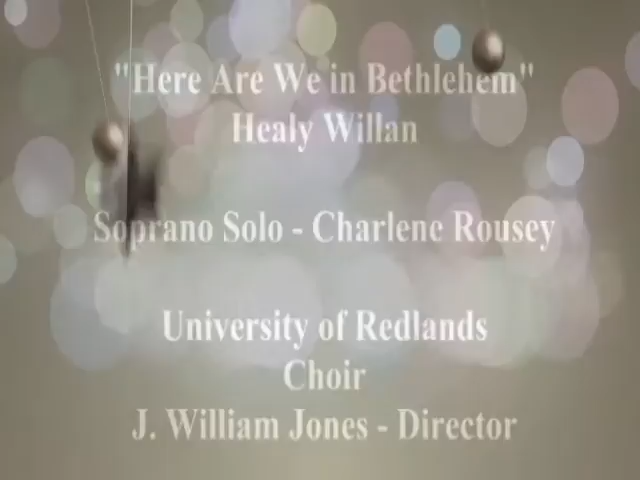 "Here Are We in Bethlehem"
Healy Willan
Soprano Solo - Charlene Rousey
University of Redlands
Choir
J. William Jones - Director